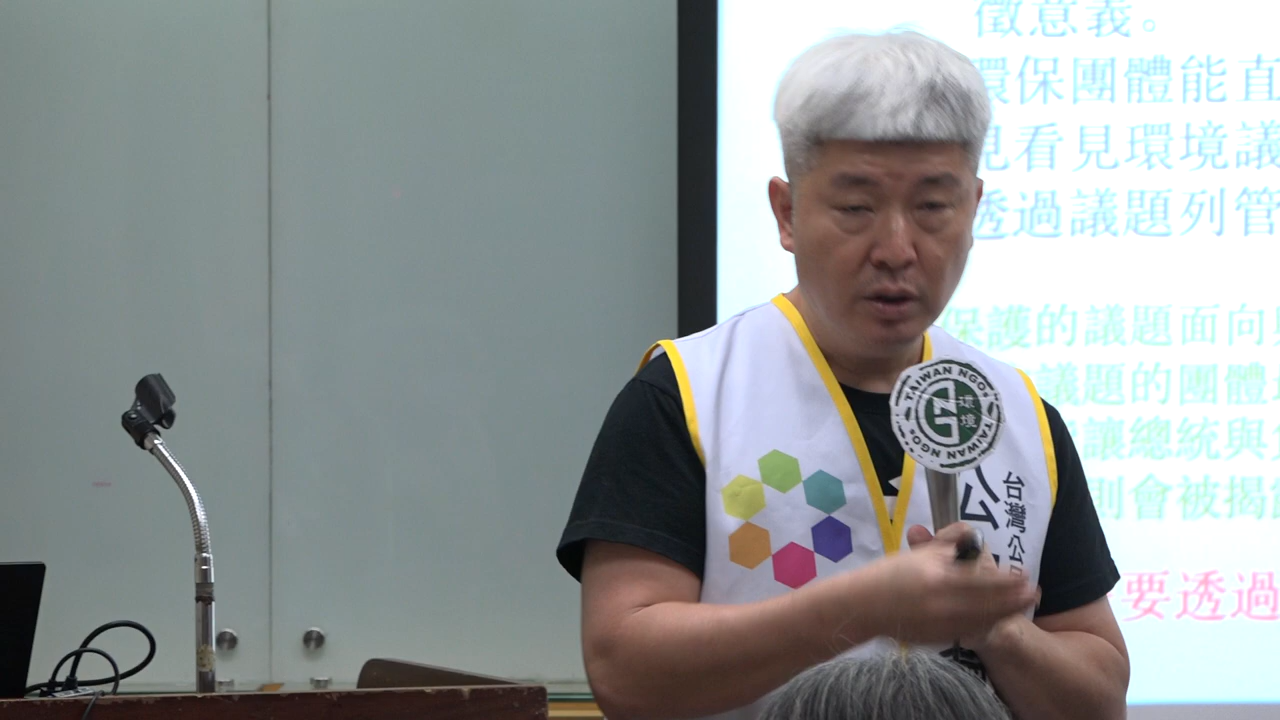 徵意義。
環保團體能直
見看見環境議
透過議題列管
保護的議題面向
議題的團體
讓總統與
則會被揭
要透過
TAIWAN NGOs
環境
TAIWAN NGOs
公
台灣公